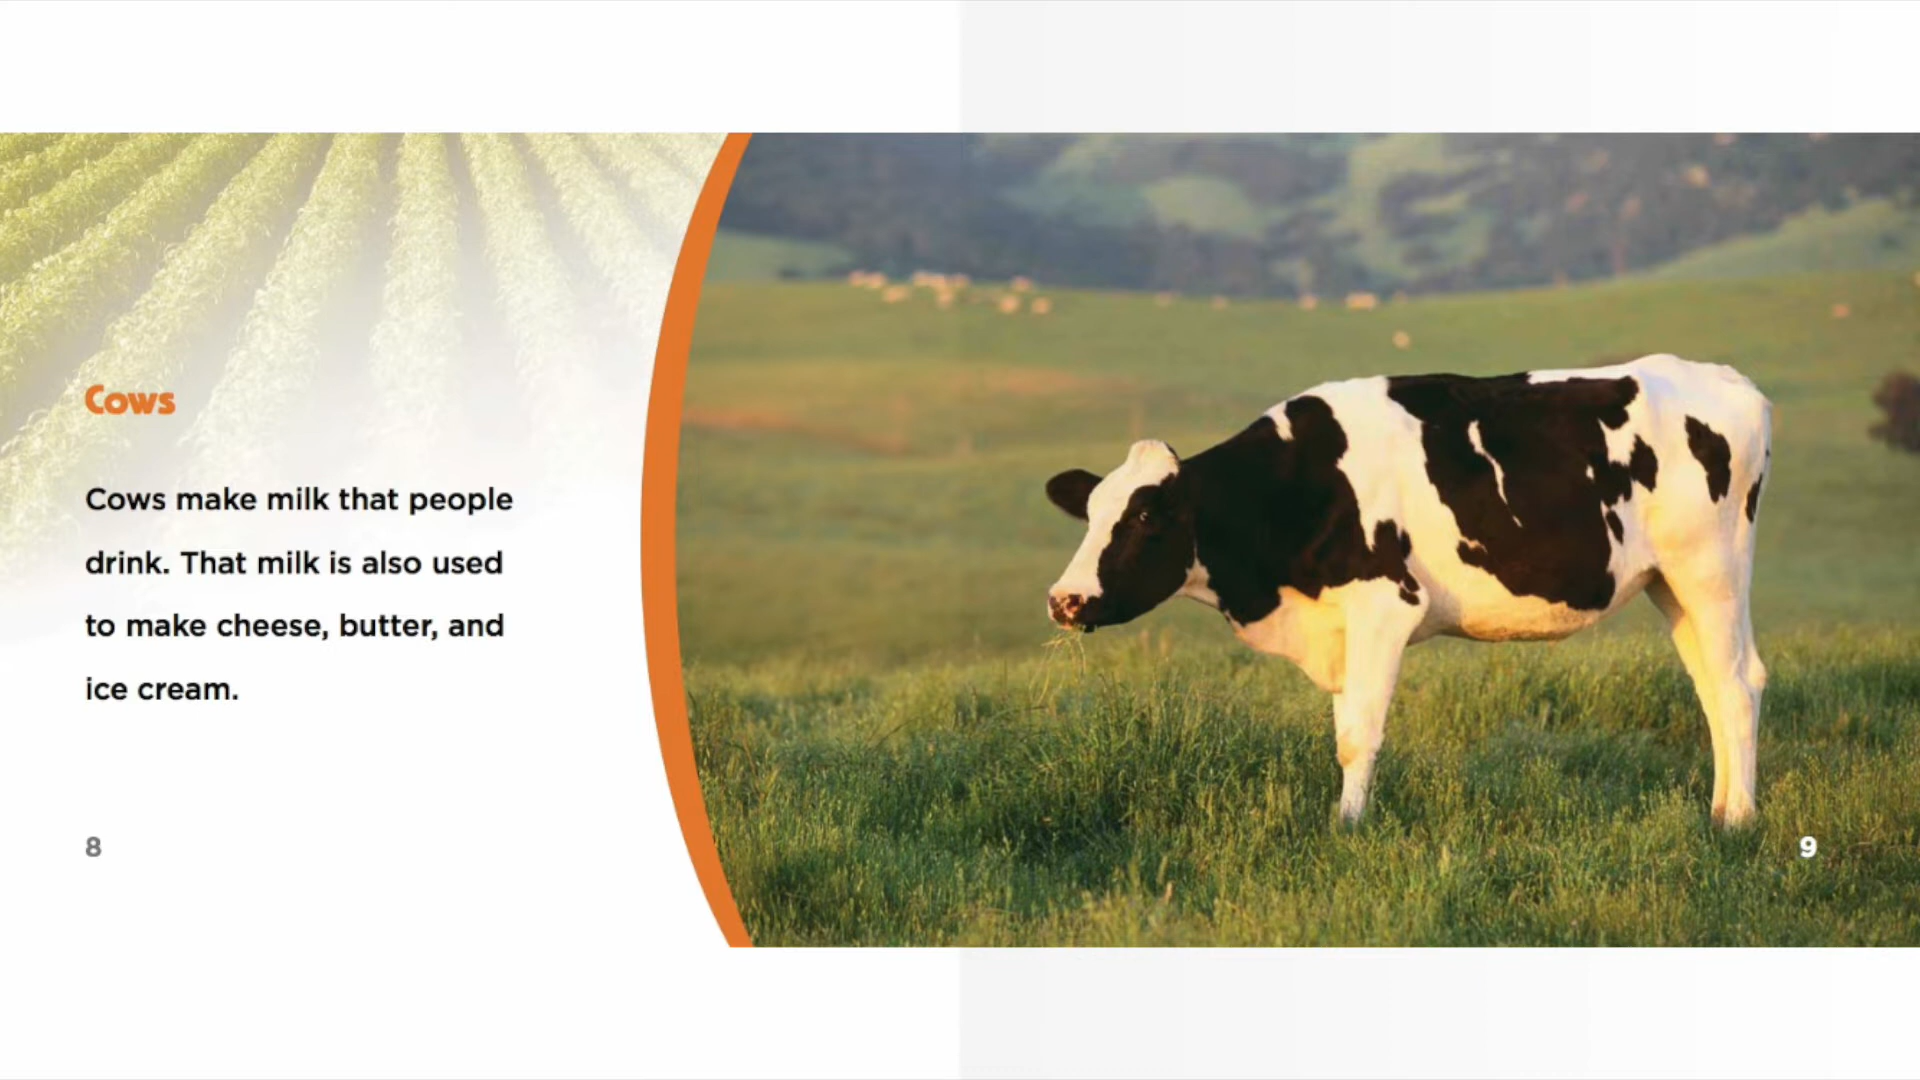 Cows
Cows make milk that people
drink. That milk is also used
to make cheese, butter, and
ice cream.
8
9